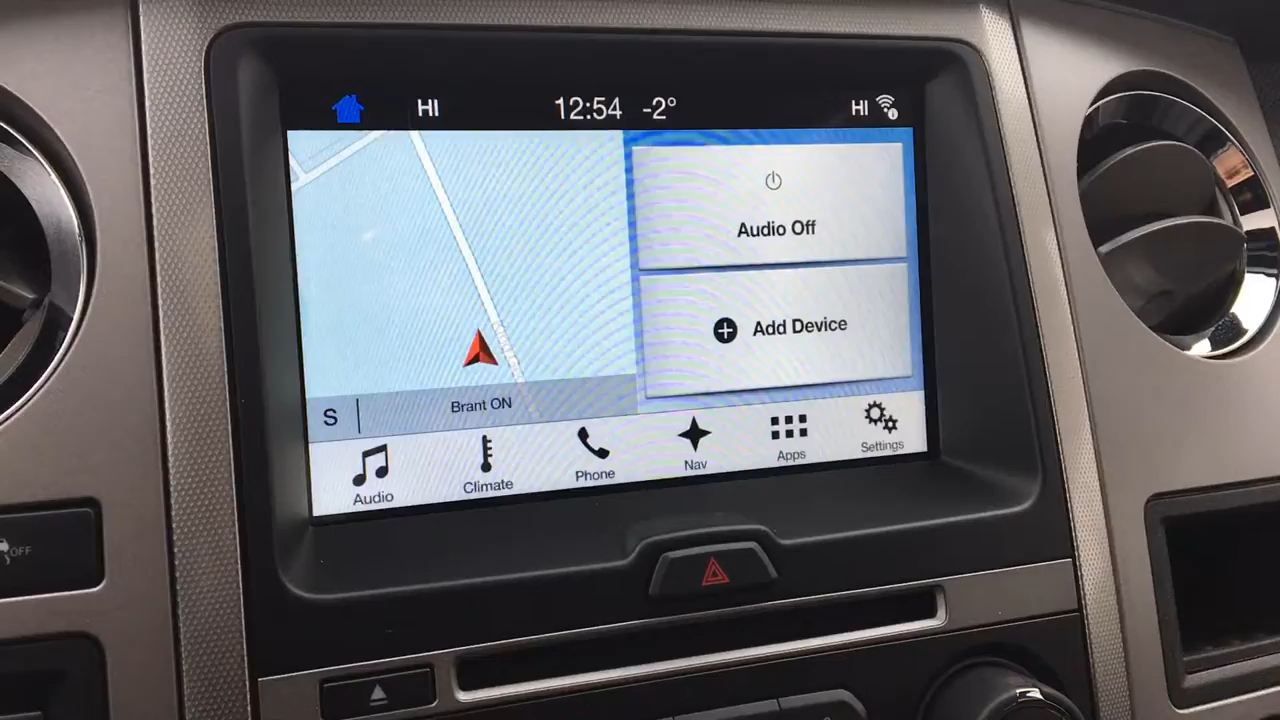 HI 12:54 -2° HI
Audio Off
Add Device
S Brant ON
Audio Climate Phone Nav Apps Settings
OFF